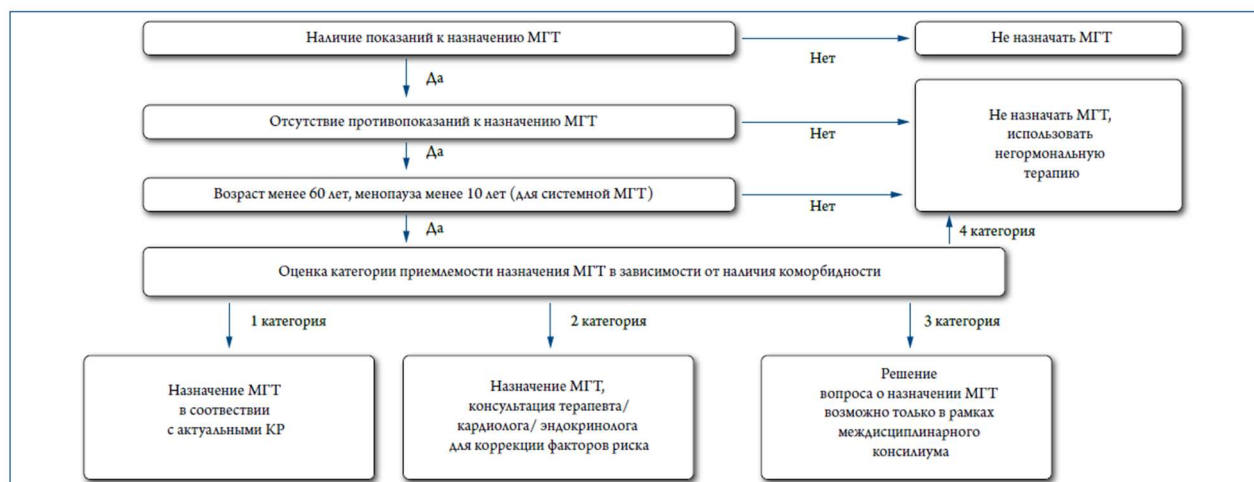 Наличие показаний к назначению МГТ
Нет
Не назначать МГТ
Да
Отсутствие противопоказаний к назначению МГТ
Нет
Не назначать МГТ,
использовать
негормональную
терапию
Да
Возраст менее 60 лет, менопауза менее 10 лет (для системной МГТ)
Нет
Да
4 категория
Оценка категории приемлемости назначения МГТ в зависимости от наличия коморбидности
1 категория
2 категория
3 категория
Назначение МГТ
в соотвествии
с актуальными КР
Назначение МГТ,
консультация терапевта/
кардиолога/ эндокринолога
для коррекции факторов риска
Решение
вопроса о назначении МГТ
возможно только в рамках
междисциплинарного
консилиума